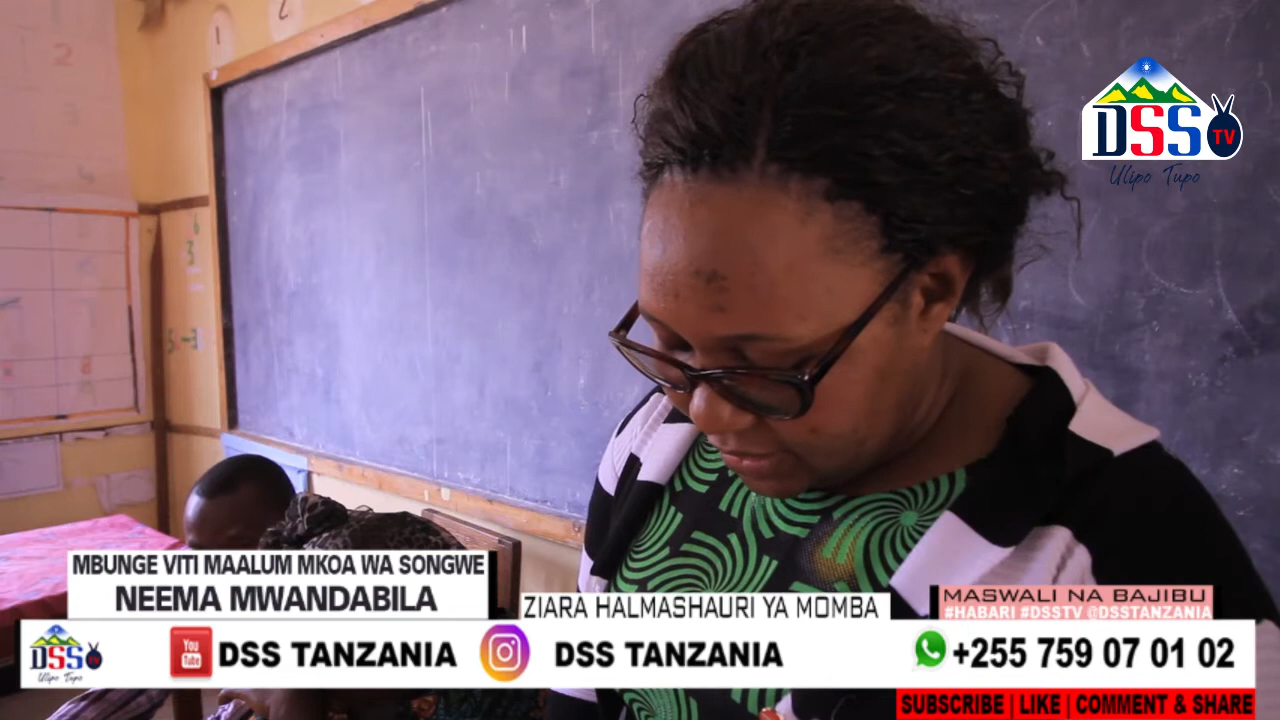 1
2
DSS TV
Ulipo Tupo
MBUNGE VITI MAALUM MKOA WA SONGWE
NEEMA MWANDABILA
ZIARA HALMASHAURI YA MOMBA
MASWALI NA BAJIBU
#HABARI #DSSTV @DSSTANZANIA
DSS TV
Ulipo Tupo
You Tube
DSS TANZANIA
DSS TANZANIA
+255 759 07 01 02
SUBSCRIBE | LIKE | COMMENT & SHARE